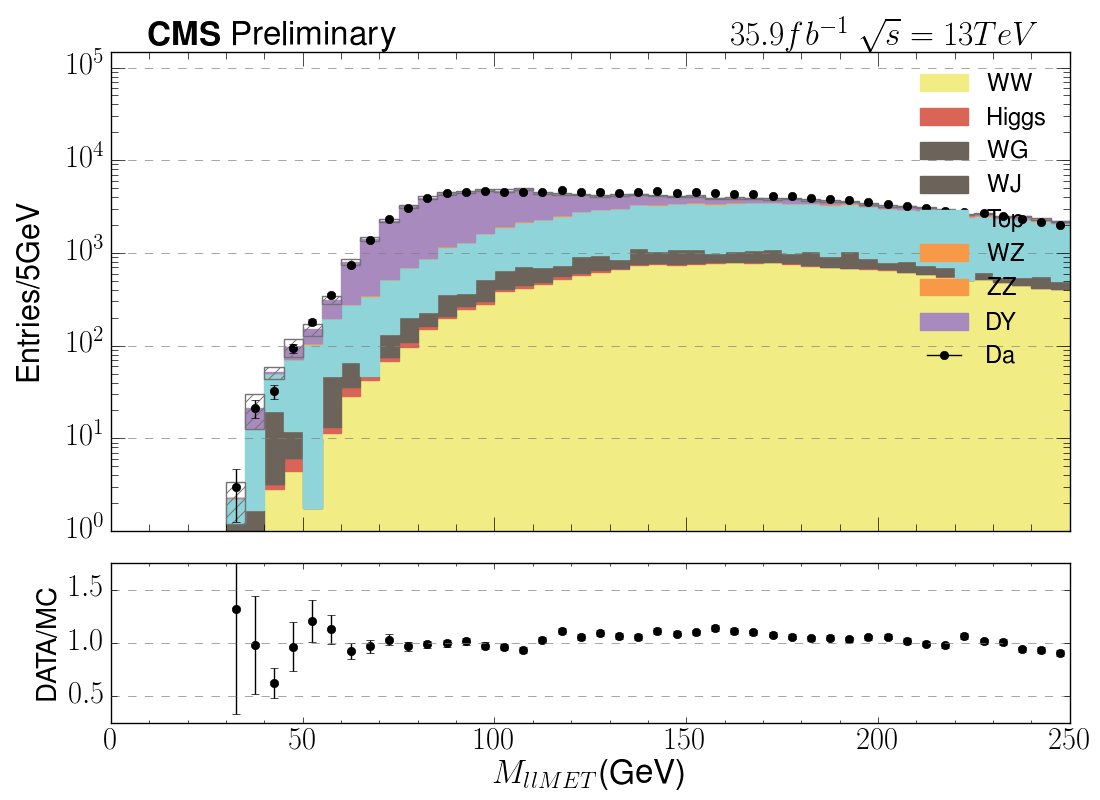 CMS Preliminary 35.9fb⁻¹ √s = 13TeV
Entries/5GeV
10⁵
10⁴
10³
10²
10¹
10⁰
WW
Higgs
WG
WJ
Top
WZ
ZZ
DY
Da
DATA/MC
1.5
1.0
0.5
0 50 100 150 200 250
M_{llMET}(GeV)